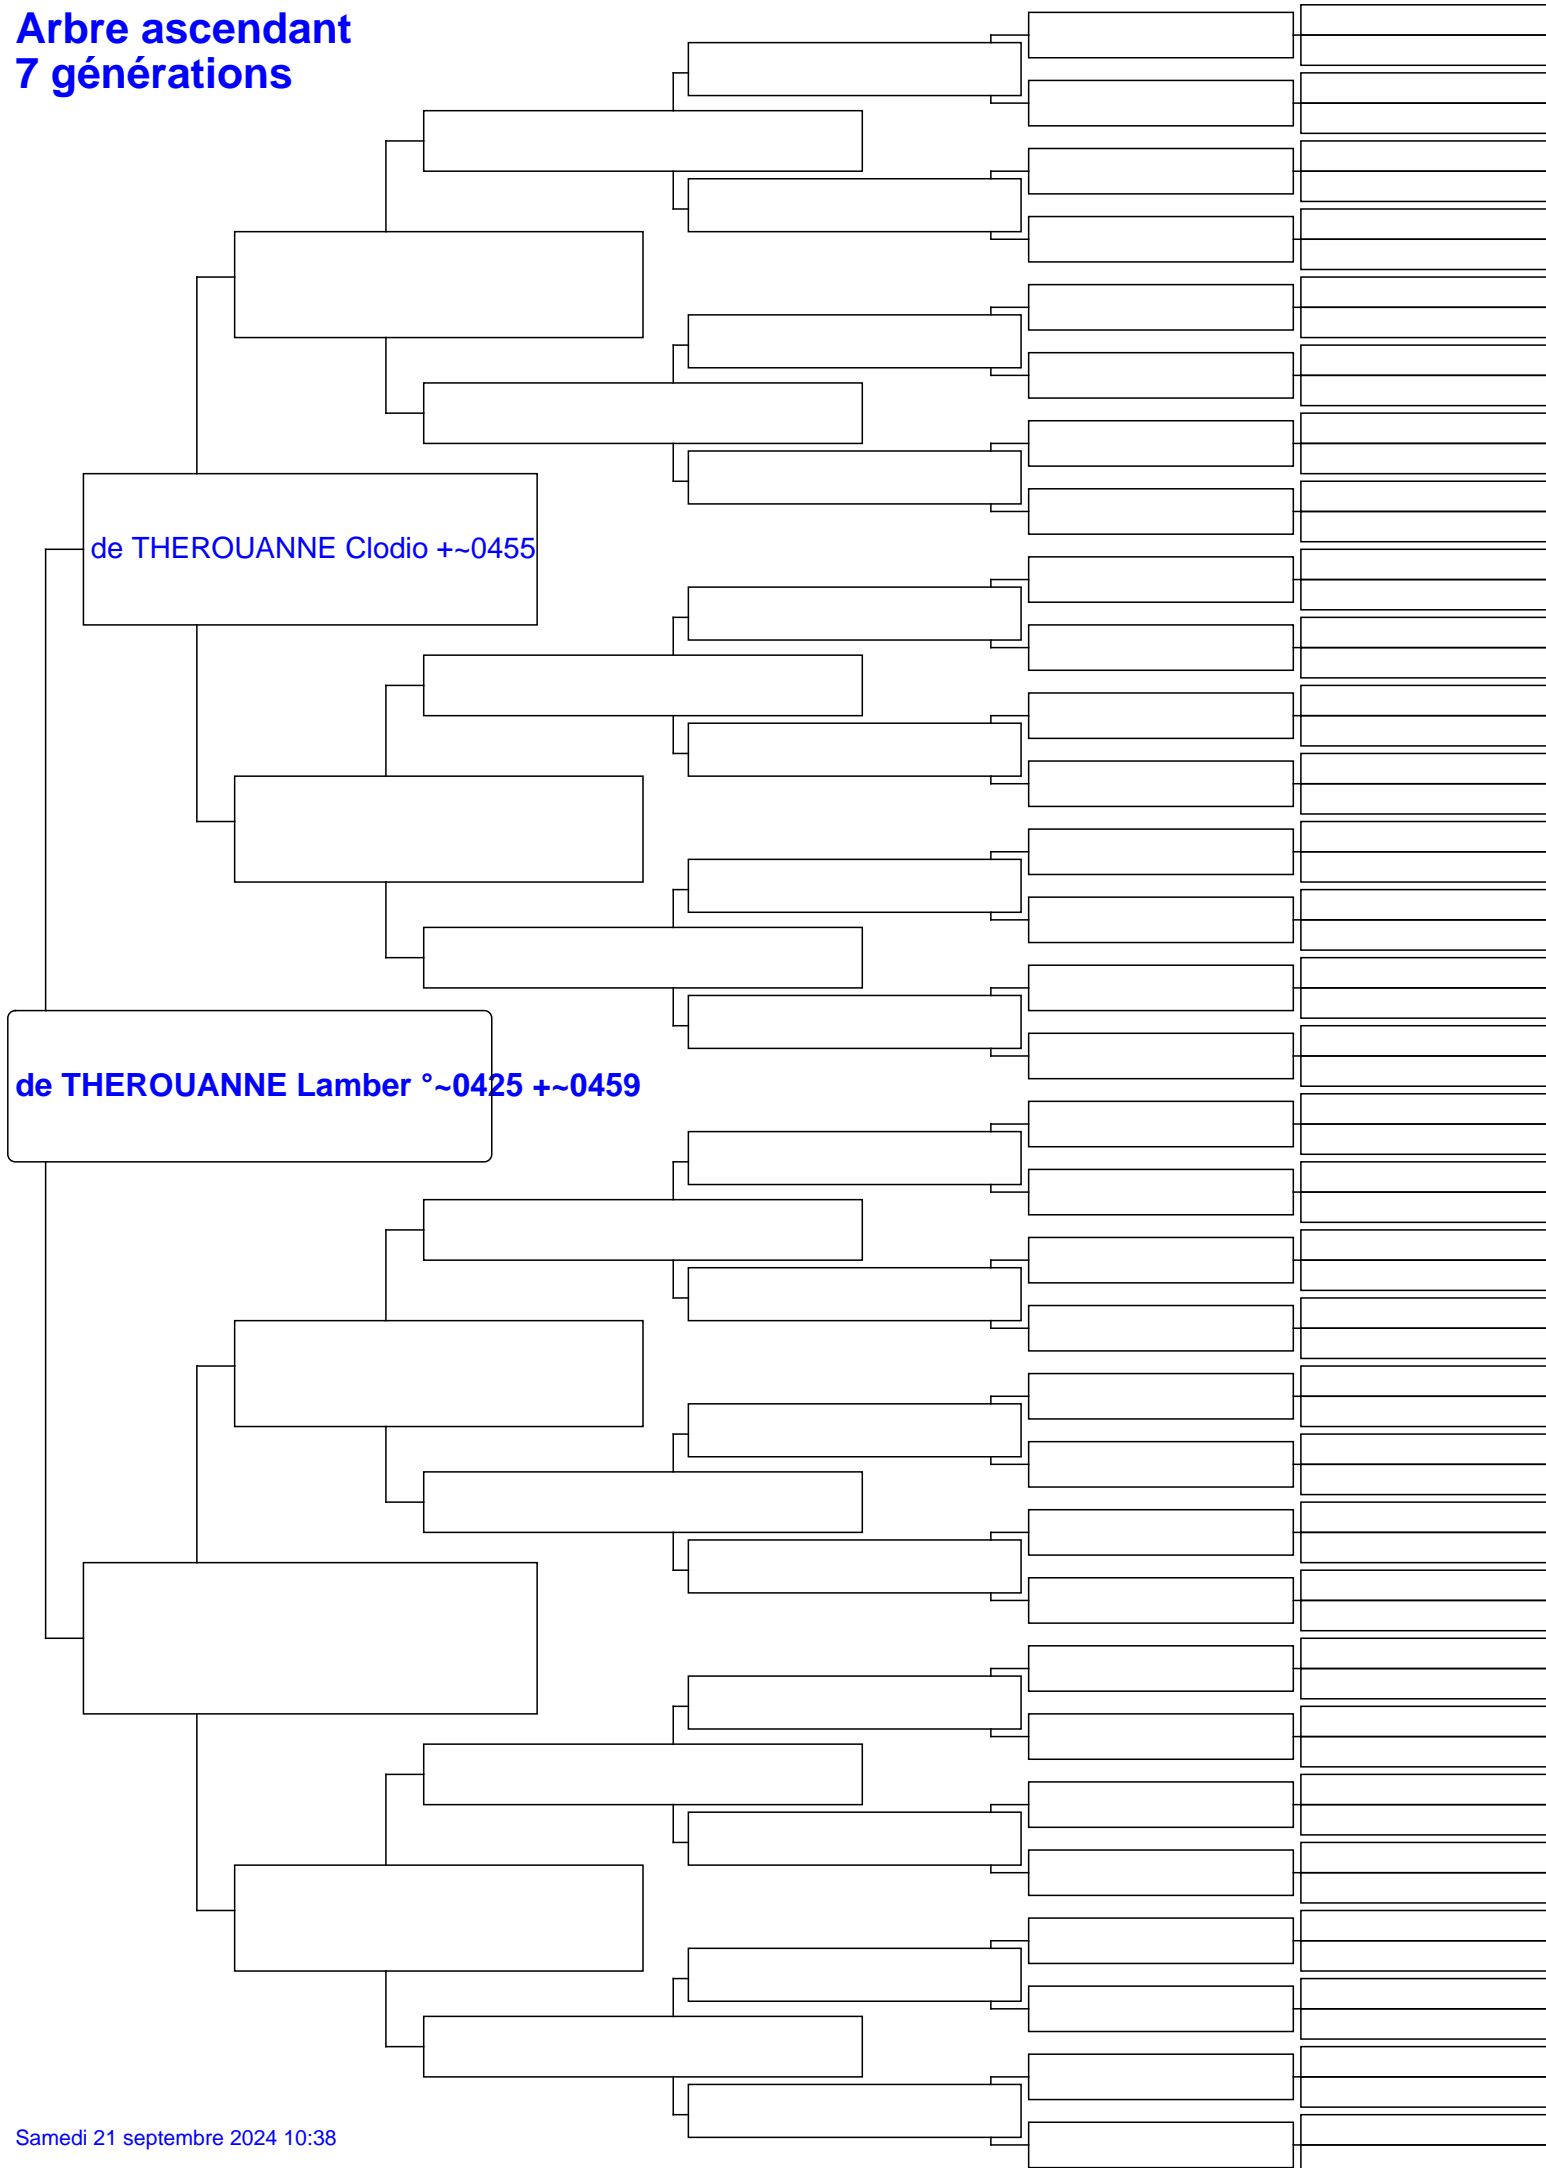 Arbre ascendant
7 générations
de THEROUANNE Clodio +~0455
de THEROUANNE Lamber °~0425 +~0459
Samedi 21 septembre 2024 10:38